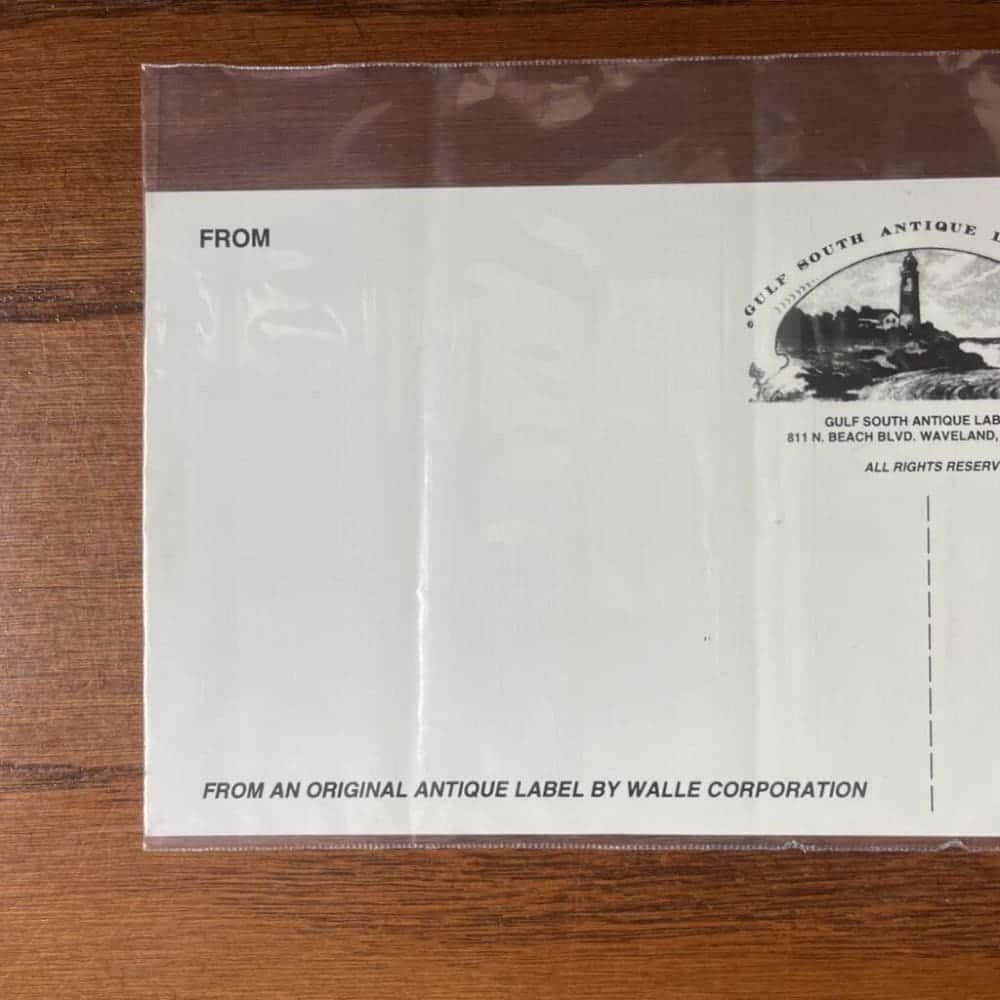 FROM
GULF SOUTH ANTIQUE
GULF SOUTH ANTIQUE LAB
811 N. BEACH BLVD. WAVELAND,
ALL RIGHTS RESERV
FROM AN ORIGINAL ANTIQUE LABEL BY WALLE CORPORATION